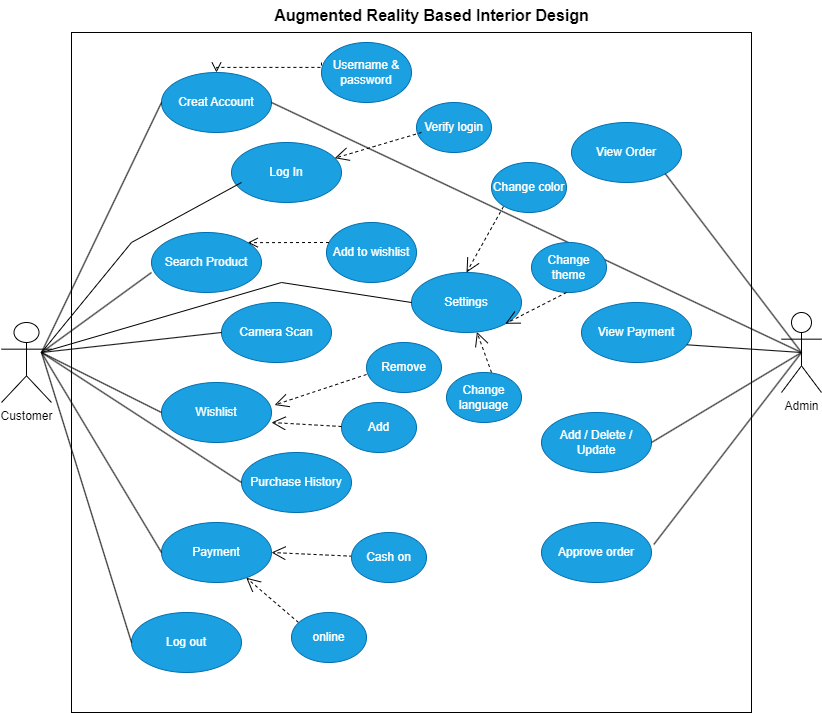 Augmented Reality Based Interior Design
Username &
password
Creat Account
Verify login
View Order
Log In
Change color
Add to wishlist
Search Product
Change
theme
Settings
Camera Scan
View Payment
Remove
Customer
Admin
Change
language
Wishlist
Add
Add / Delete /
Update
Purchase History
Payment
Cash on
Approve order
Log out
online